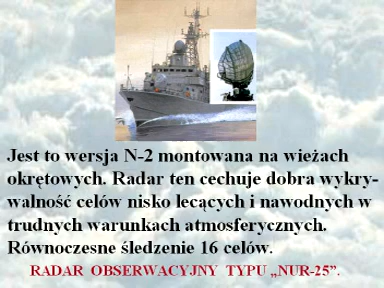 Jest to wersja N-2 montowana na wieżach
okrętowych. Radar ten cechuje dobra wykry-
walność celów nisko lecących i nawodnych w
trudnych warunkach atmosferycznych.
Równoczesne śledzenie 16 celów.
RADAR OBSERWACYJNY TYPU „NUR-25”.